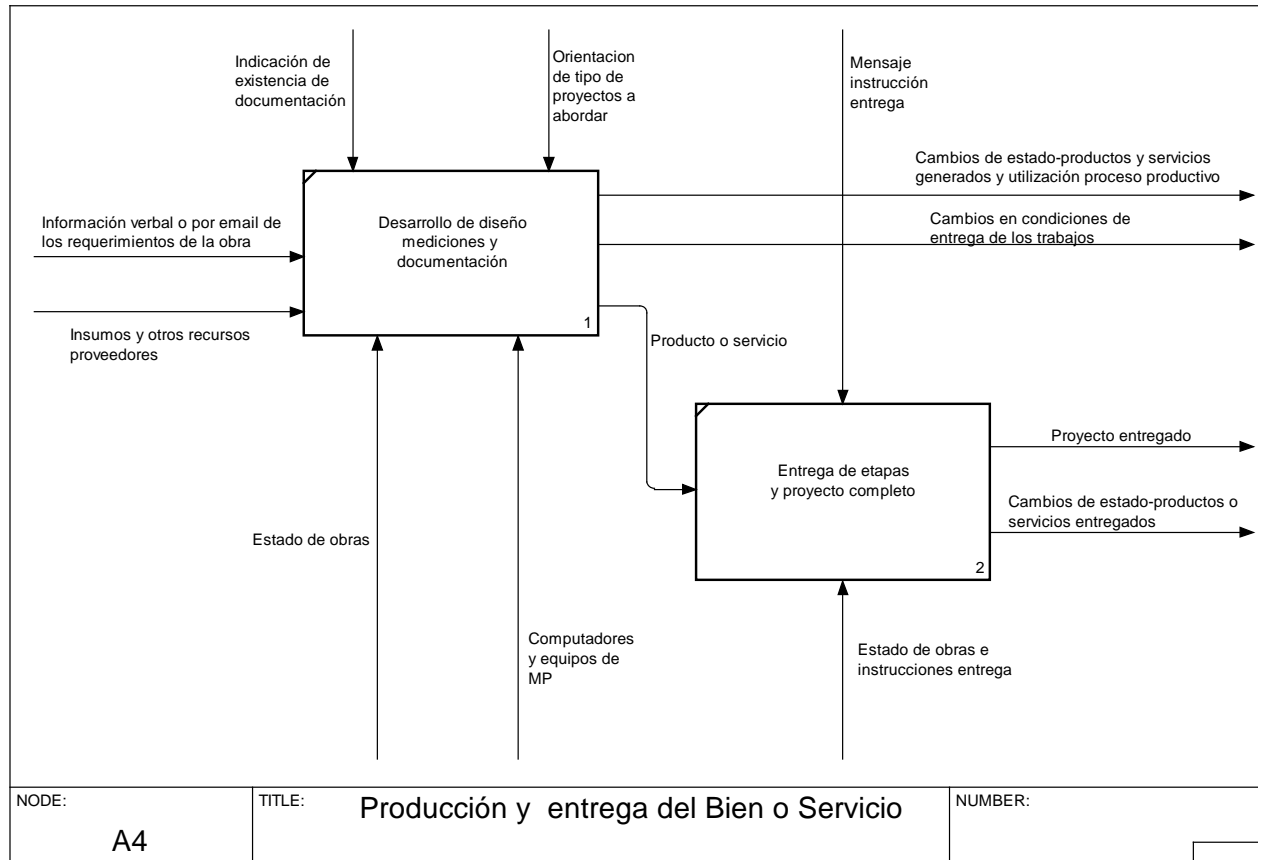 Indicación de
existencia de
documentación
Orientacion
de tipo de
proyectos a
abordar
Mensaje
instrucción
entrega
Cambios de estado-productos y servicios
generados y utilización proceso productivo
Información verbal o por email de
los requerimientos de la obra
Desarrollo de diseño
mediciones y
documentación
1
Cambios en condiciones de
entrega de los trabajos
Insumos y otros recursos
proveedores
Producto o servicio
Entrega de etapas
y proyecto completo
2
Proyecto entregado
Cambios de estado-productos o
servicios entregados
Estado de obras
Computadores
y equipos de
MP
Estado de obras e
instrucciones entrega
NODE:
A4
TITLE:
Producción y entrega del Bien o Servicio
NUMBER: